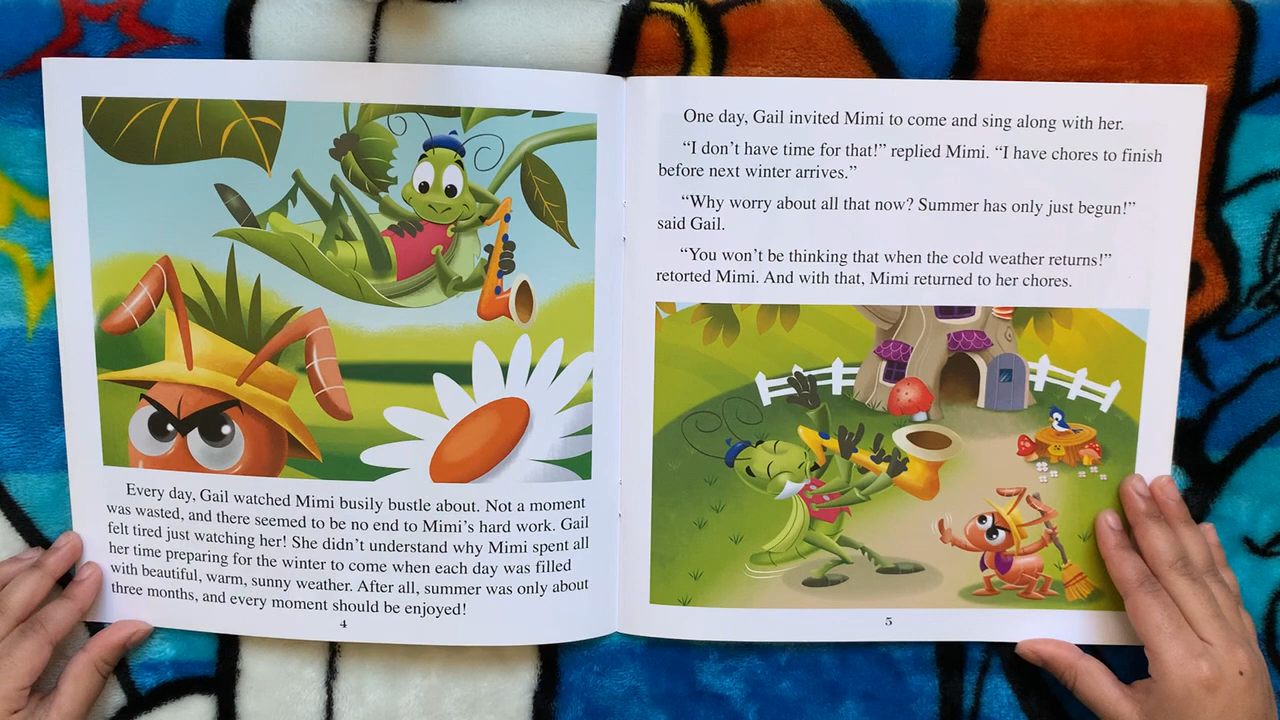 Every day, Gail watched Mimi busily bustle about. Not a moment
was wasted, and there seemed to be no end to Mimi's hard work. Gail
felt tired just watching her! She didn't understand why Mimi spent all
her time preparing for the winter to come when each day was filled
with beautiful, warm, sunny weather. After all, summer was only about
three months, and every moment should be enjoyed!
4
One day, Gail invited Mimi to come and sing along with her.
“I don't have time for that!” replied Mimi. “I have chores to finish
before next winter arrives.”
“Why worry about all that now? Summer has only just begun!”
said Gail.
“You won't be thinking that when the cold weather returns!”
retorted Mimi. And with that, Mimi returned to her chores.
5